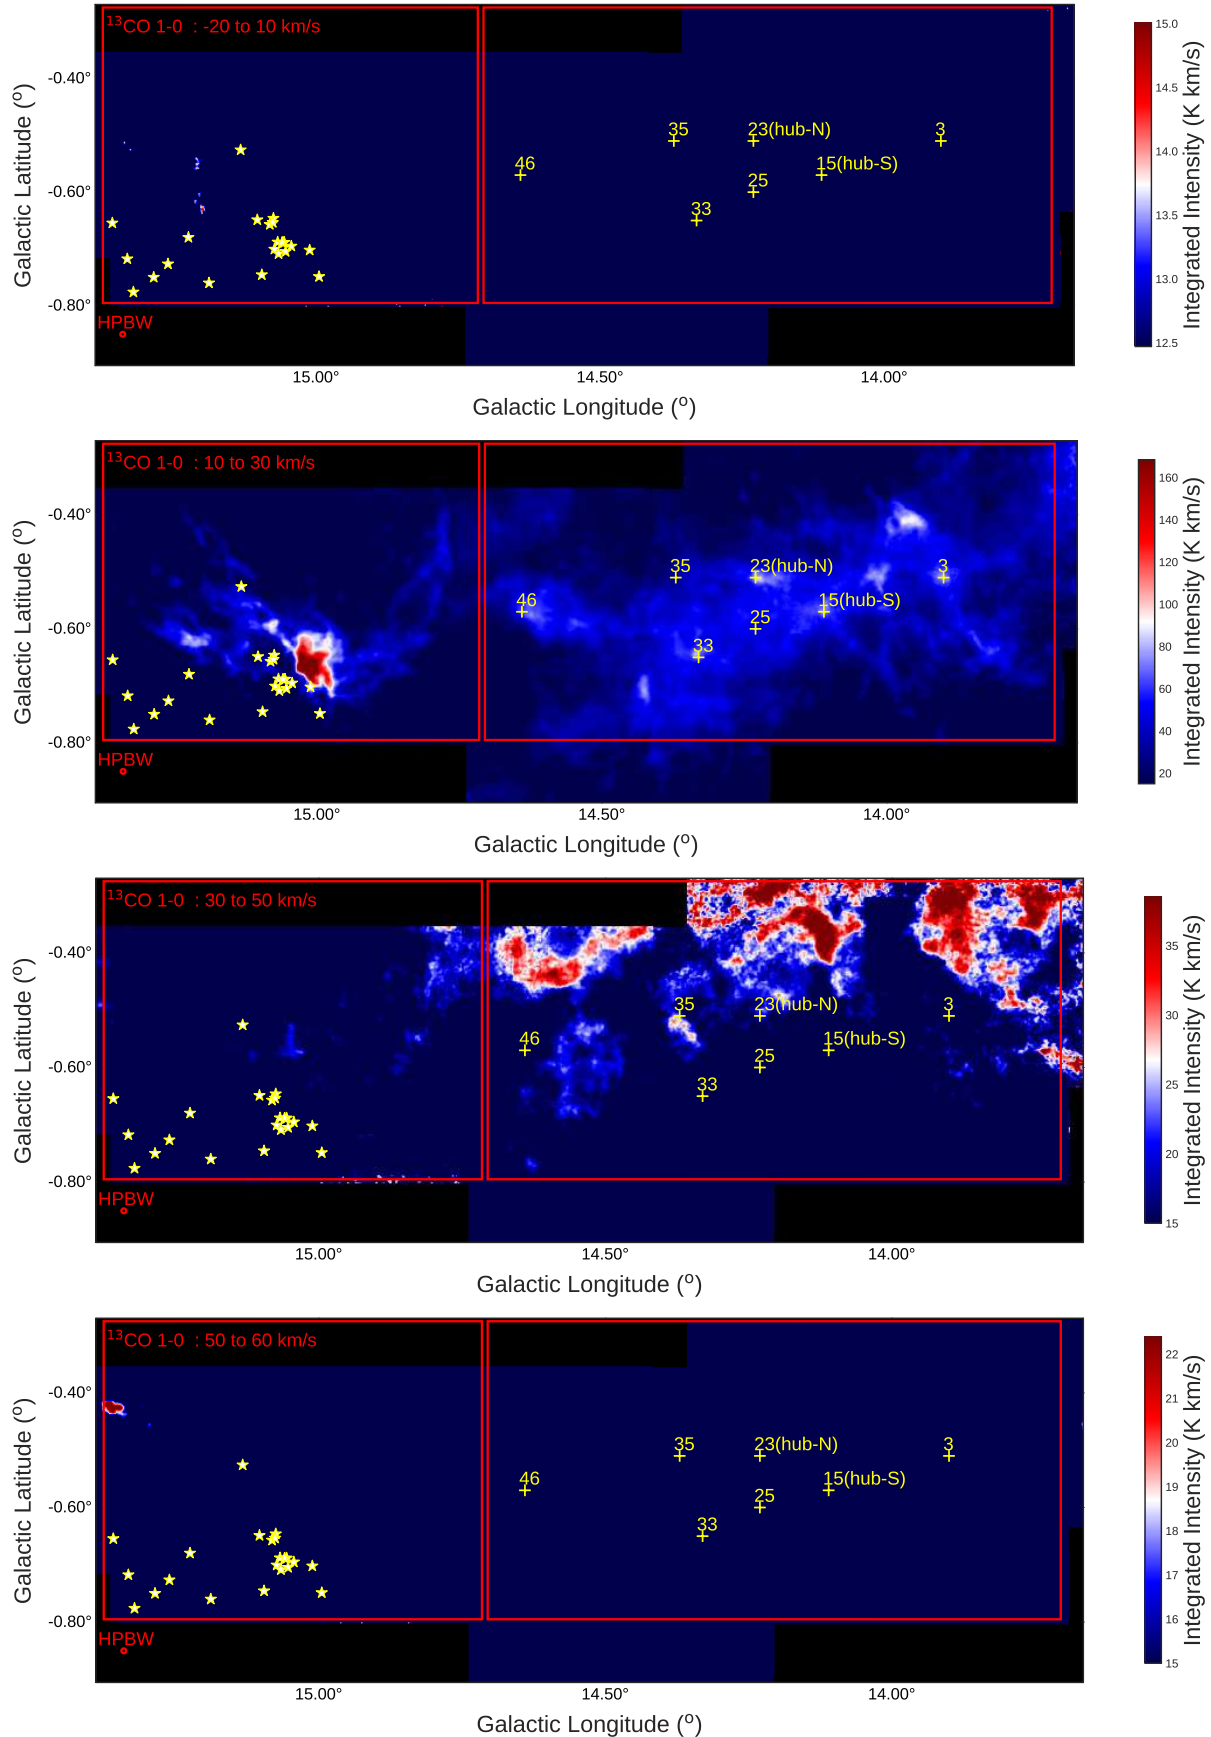 ¹³CO 1-0 : -20 to 10 km/s
-0.40°
-0.60°
-0.80°
Galactic Latitude (°)
35
23(hub-N)
3
46
25
15(hub-S)
33
HPBW
15.00°
14.50°
14.00°
Galactic Longitude (°)
15.0
14.5
14.0
13.5
13.0
12.5
Integrated Intensity (K km/s)
¹³CO 1-0 : 10 to 30 km/s
-0.40°
-0.60°
-0.80°
Galactic Latitude (°)
35
23(hub-N)
3
46
25
15(hub-S)
33
HPBW
15.00°
14.50°
14.00°
Galactic Longitude (°)
160
140
120
100
80
60
40
20
Integrated Intensity (K km/s)
¹³CO 1-0 : 30 to 50 km/s
-0.40°
-0.60°
-0.80°
Galactic Latitude (°)
35
23(hub-N)
3
46
25
15(hub-S)
33
HPBW
15.00°
14.50°
14.00°
Galactic Longitude (°)
35
30
25
20
15
Integrated Intensity (K km/s)
¹³CO 1-0 : 50 to 60 km/s
-0.40°
-0.60°
-0.80°
Galactic Latitude (°)
35
23(hub-N)
3
46
25
15(hub-S)
33
HPBW
15.00°
14.50°
14.00°
Galactic Longitude (°)
22
21
20
19
18
17
16
15
Integrated Intensity (K km/s)